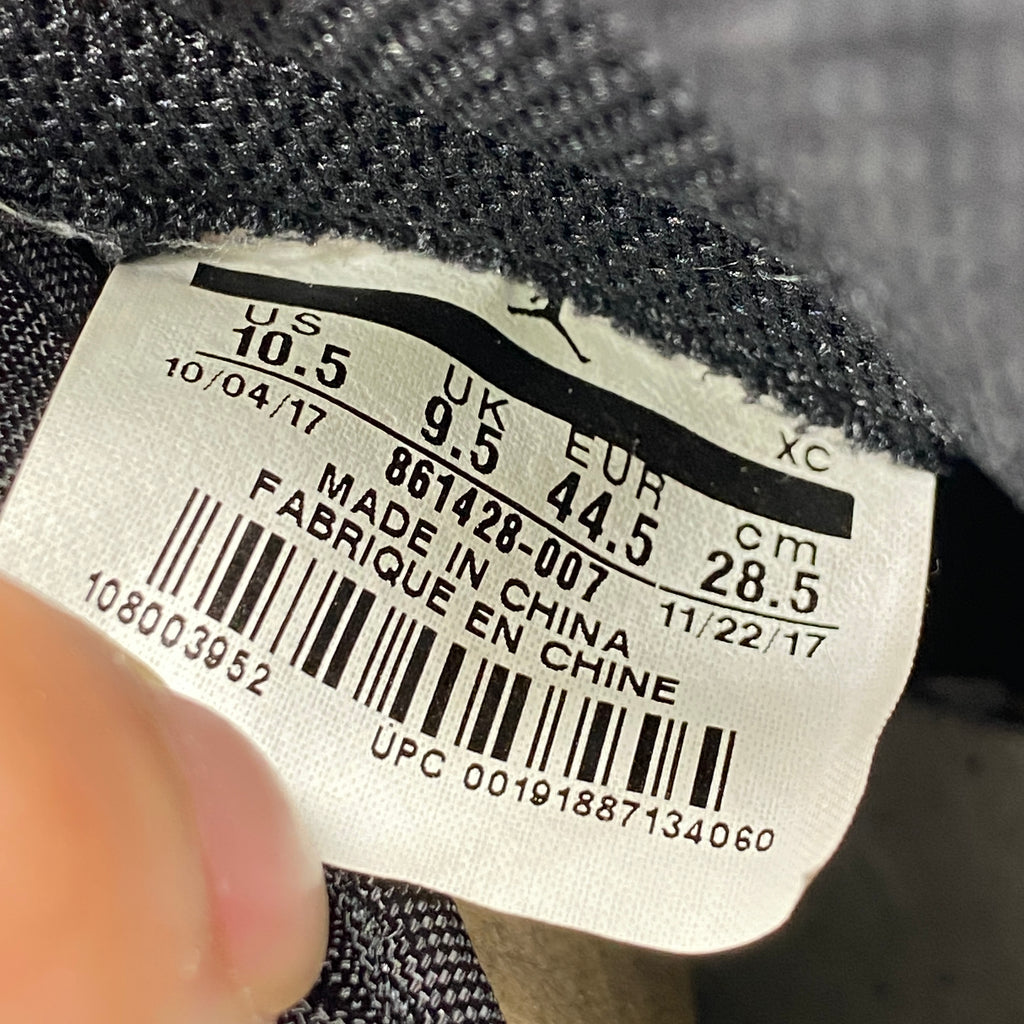 XC
US UK EUR cm
10.5 9.5 44.5 28.5
10/04/17 861428-007 11/22/17
MADE IN CHINA
FABRIQUE EN CHINE
108003952
UPC 00191887134060